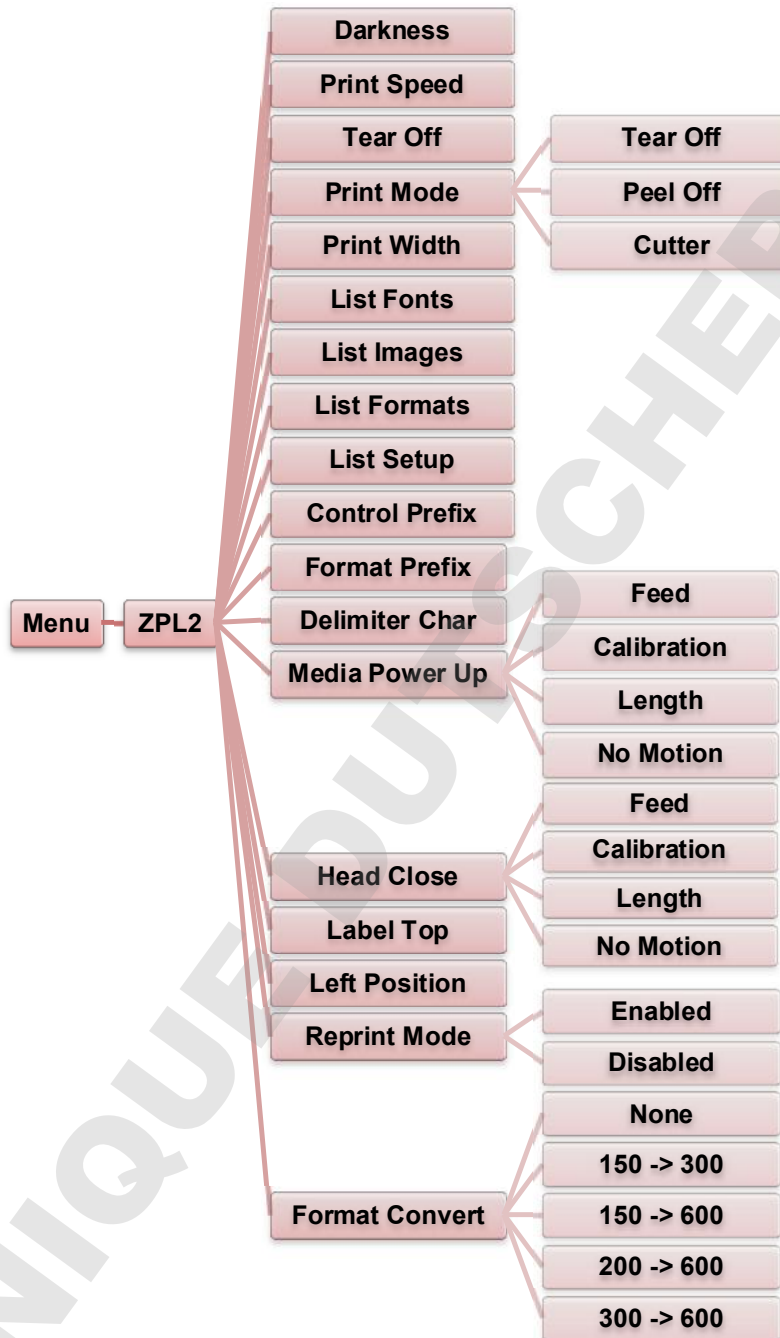 Darkness
Print Speed
Tear Off
Print Mode
Tear Off
Peel Off
Cutter
Print Width
List Fonts
List Images
List Formats
List Setup
Control Prefix
Format Prefix
Menu
ZPL2
Delimiter Char
Media Power Up
Feed
Calibration
Length
No Motion
Head Close
Feed
Calibration
Length
No Motion
Label Top
Left Position
Reprint Mode
Enabled
Disabled
Format Convert
None
150 -> 300
150 -> 600
200 -> 600
300 -> 600
NIQUE DUTSCHER